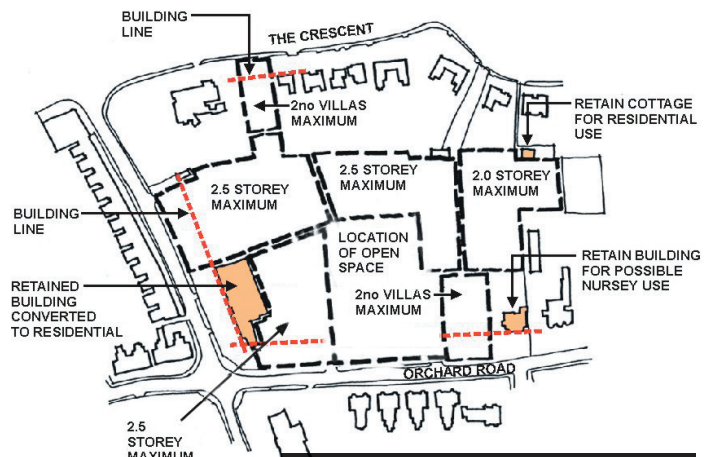 BUILDING
LINE
THE CRESCENT
2no VILLAS
MAXIMUM
RETAIN COTTAGE
FOR RESIDENTIAL
USE
2.5 STOREY
MAXIMUM
2.5 STOREY
MAXIMUM
2.0 STOREY
MAXIMUM
BUILDING
LINE
LOCATION
OF OPEN
SPACE
RETAIN BUILDING
FOR POSSIBLE
NURSEY USE
RETAINED
BUILDING
CONVERTED
TO RESIDENTIAL
2no VILLAS
MAXIMUM
ORCHARD ROAD
2.5
STOREY
MAXIMUM